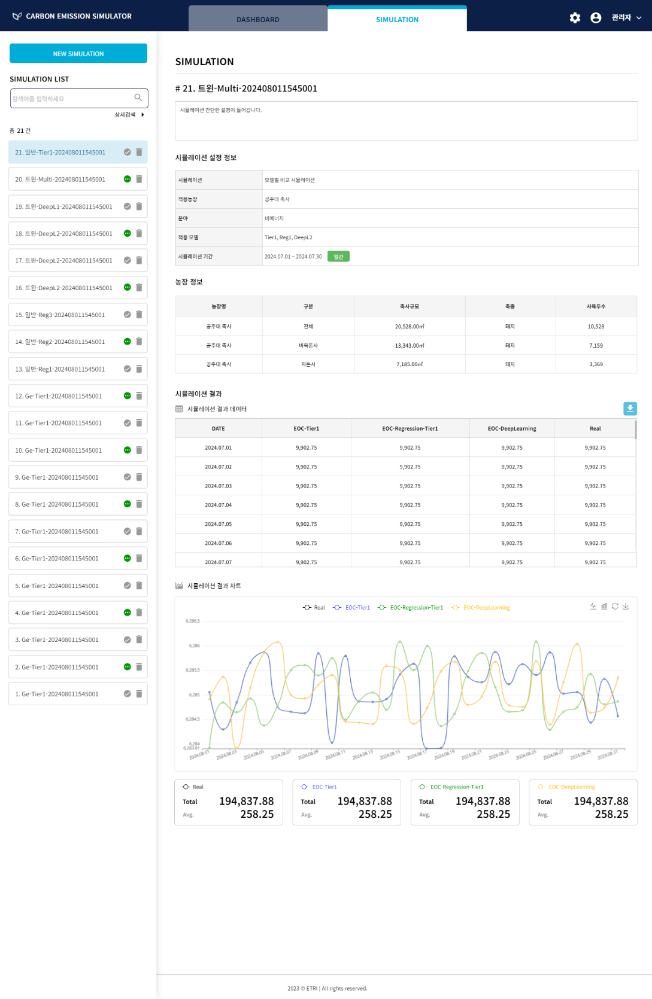 CARBON EMISSION SIMULATOR
DASHBOARD
SIMULATION
관리자
NEW SIMULATION
SIMULATION LIST
검색어를 입력하세요
상세검색
총 21 건
21. 일반-Tier1-202408011545001
20. 트윈-Multi-202408011545001
19. 트윈-DeepL1-202408011545001
18. 트윈-DeepL2-202408011545001
17. 트윈-DeepL2-202408011545001
16. 트윈-DeepL2-202408011545001
15. 일반-Reg3-202408011545001
14. 일반-Reg2-202408011545001
13. 일반-Reg1-202408011545001
12. Ge-Tier1-202408011545001
11. Ge-Tier1-202408011545001
10. Ge-Tier1-202408011545001
9. Ge-Tier1-202408011545001
8. Ge-Tier1-202408011545001
7. Ge-Tier1-202408011545001
6. Ge-Tier1-202408011545001
5. Ge-Tier1-202408011545001
4. Ge-Tier1-202408011545001
3. Ge-Tier1-202408011545001
2. Ge-Tier1-202408011545001
1. Ge-Tier1-202408011545001
SIMULATION
# 21. 트윈-Multi-202408011545001
시뮬레이션 간단한 설명이 들어갑니다.
시뮬레이션 설정 정보
시뮬레이션 모델별 비교 시뮬레이션
적용농장 공주대 축사
분야 비에너지
적용 모델 Tier1, Reg1, DeepL2
시뮬레이션 기간 2024.07.01 ~ 2024.07.30 일간
농장 정보
농장명 구분 축사규모 축종 사육두수
공주대 축사 전체 20,528.00㎡ 돼지 10,528
공주대 축사 비육돈사 13,343.00㎡ 돼지 7,159
공주대 축사 자돈사 7,185.00㎡ 돼지 3,369
시뮬레이션 결과
시뮬레이션 결과 데이터
DATE EOC-Tier1 EOC-Regression-Tier1 EOC-DeepLearning Real
2024.07.01 9,902.75 9,902.75 9,902.75 9,902.75
2024.07.02 9,902.75 9,902.75 9,902.75 9,902.75
2024.07.03 9,902.75 9,902.75 9,902.75 9,902.75
2024.07.04 9,902.75 9,902.75 9,902.75 9,902.75
2024.07.05 9,902.75 9,902.75 9,902.75 9,902.75
2024.07.06 9,902.75 9,902.75 9,902.75 9,902.75
2024.07.07 9,902.75 9,902.75 9,902.75 9,902.75
시뮬레이션 결과 차트
Real EOC-Tier1 EOC-Regression-Tier1 EOC-DeepLearning
6,286.5
6,286
6,285.5
6,285
6,284.5
6,284
6,283.91
2024.08.01 2024.08.03 2024.08.05 2024.08.07 2024.08.09 2024.08.11 2024.08.13 2024.08.15 2024.08.17 2024.08.19 2024.08.21 2024.08.23 2024.08.25 2024.08.27 2024.08.29 2024.08.31
Real EOC-Tier1 EOC-Regression-Tier1 EOC-DeepLearning
Total 194,837.88 Total 194,837.88 Total 194,837.88 Total 194,837.88
Avg. 258.25 Avg. 258.25 Avg. 258.25 Avg. 258.25
2023 © ETRI | All rights reserved.